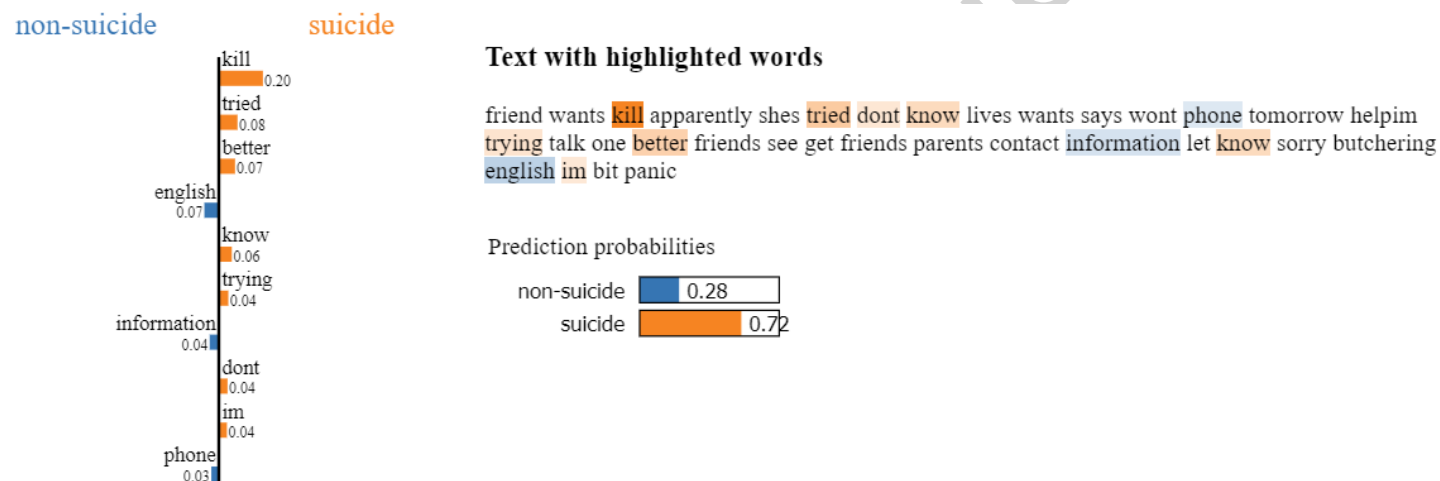 non-suicide suicide
kill
0.20
tried
0.08
better
0.07
english
0.07
know
0.06
trying
0.04
information
0.04
dont
0.04
im
0.04
phone
0.03
Text with highlighted words
friend wants kill apparently shes tried dont know lives wants says wont phone tomorrow helpim
trying talk one better friends see get friends parents contact information let know sorry butchering
english im bit panic
Prediction probabilities
non-suicide 0.28
suicide 0.72